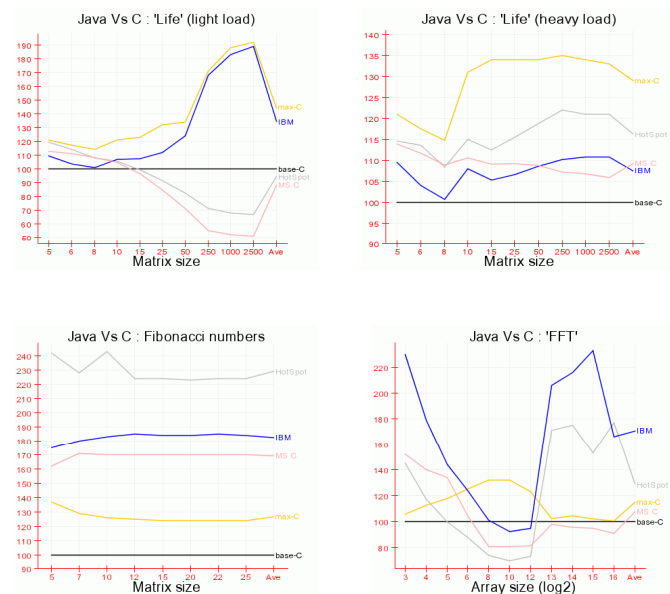 Java Vs C : 'Life' (light load)
190
180
170
160
150
140
130
120
110
100
90
80
70
60
max-C
IBM
base-C
HotSpot
MS C
5 6 8 10 15 25 50 250 1000 2500 Ave
Matrix size
Java Vs C : 'Life' (heavy load)
140
135
130
125
120
115
110
105
100
95
90
max-C
HotSpot
MS C
IBM
base-C
5 6 8 10 15 25 50 250 1000 2500 Ave
Matrix size
Java Vs C : Fibonacci numbers
240
230
220
210
200
190
180
170
160
150
140
130
120
110
100
90
HotSpot
IBM
MS C
max-C
base-C
5 7 10 12 15 20 22 25 Ave
Matrix size
Java Vs C : 'FFT'
220
200
180
160
140
120
100
80
IBM
HotSpot
max-C
MS C
base-C
3 4 5 6 8 10 12 13 14 15 16 Ave
Array size (log2)